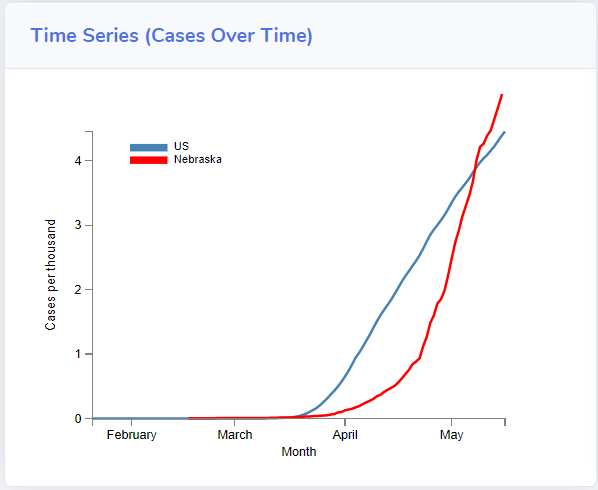 Time Series (Cases Over Time)
US
Nebraska
4
3
2
1
0
Cases per thousand
February March April May
Month